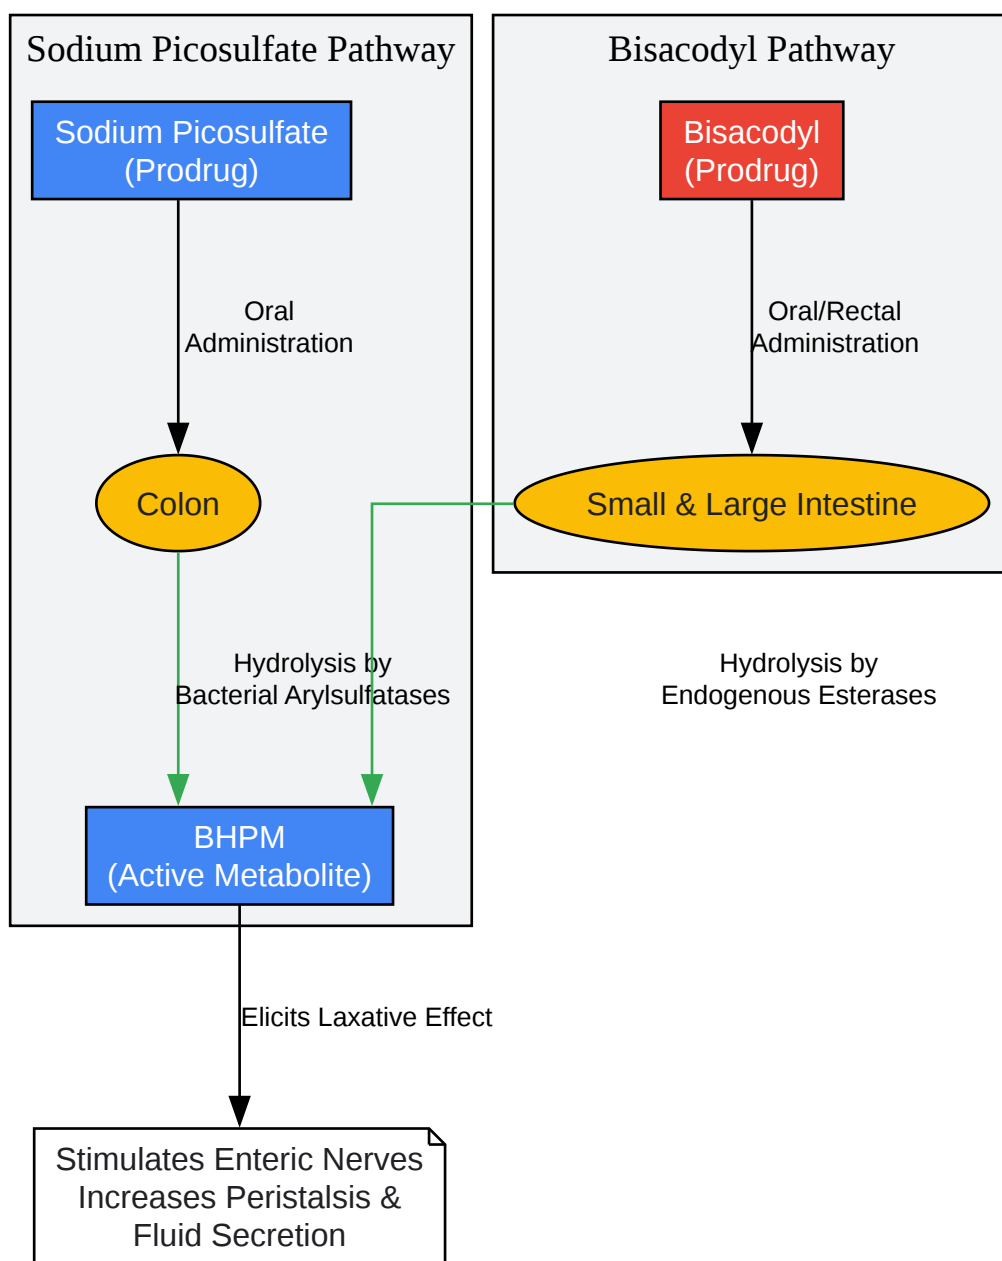 Sodium Picosulfate Pathway
Sodium Picosulfate
(Prodrug)
Oral
Administration
Colon
Hydrolysis by
Bacterial Arylsulfatases
BHPM
(Active Metabolite)
Elicits Laxative Effect
Stimulates Enteric Nerves
Increases Peristalsis &
Fluid Secretion
Bisacodyl Pathway
Bisacodyl
(Prodrug)
Oral/Rectal
Administration
Small & Large Intestine
Hydrolysis by
Endogenous Esterases